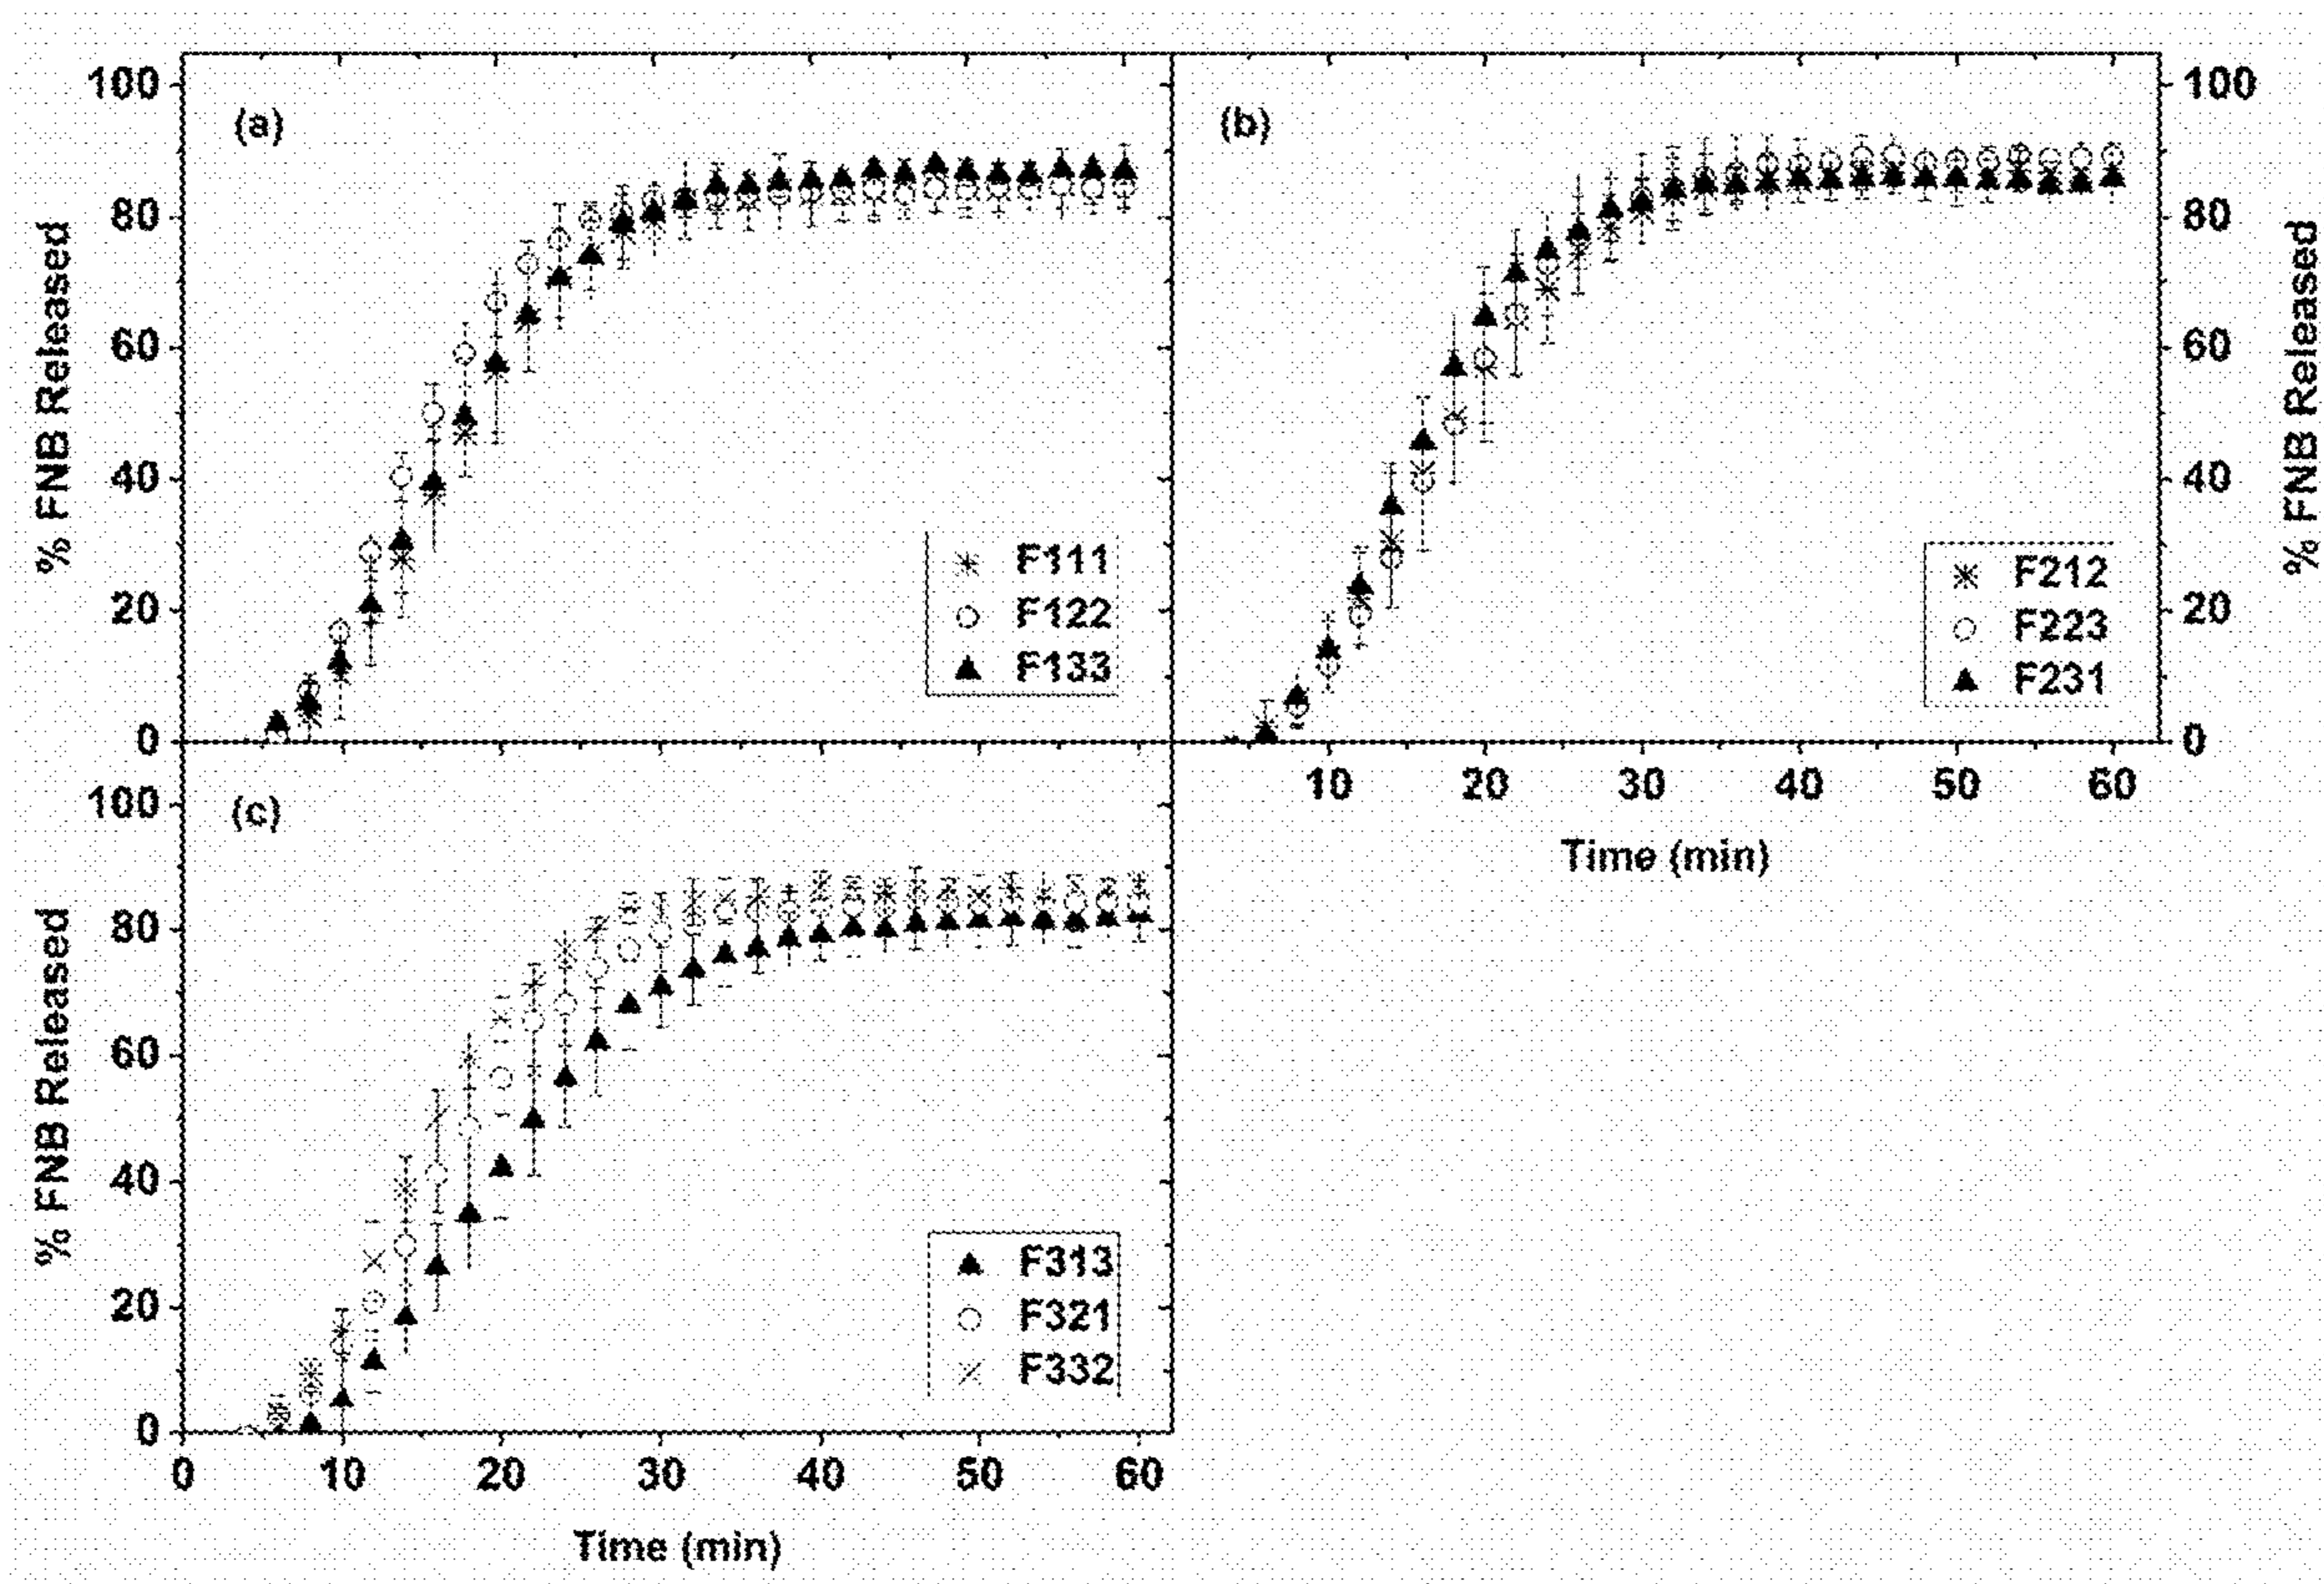 (a)
100
80
60
40
20
0
% FNB Released
F111
F122
F133
(b)
100
80
60
40
20
0
% FNB Released
F212
F223
F231
10 20 30 40 50 60
Time (min)
(c)
100
80
60
40
20
0
% FNB Released
F313
F321
F332
0 10 20 30 40 50 60
Time (min)